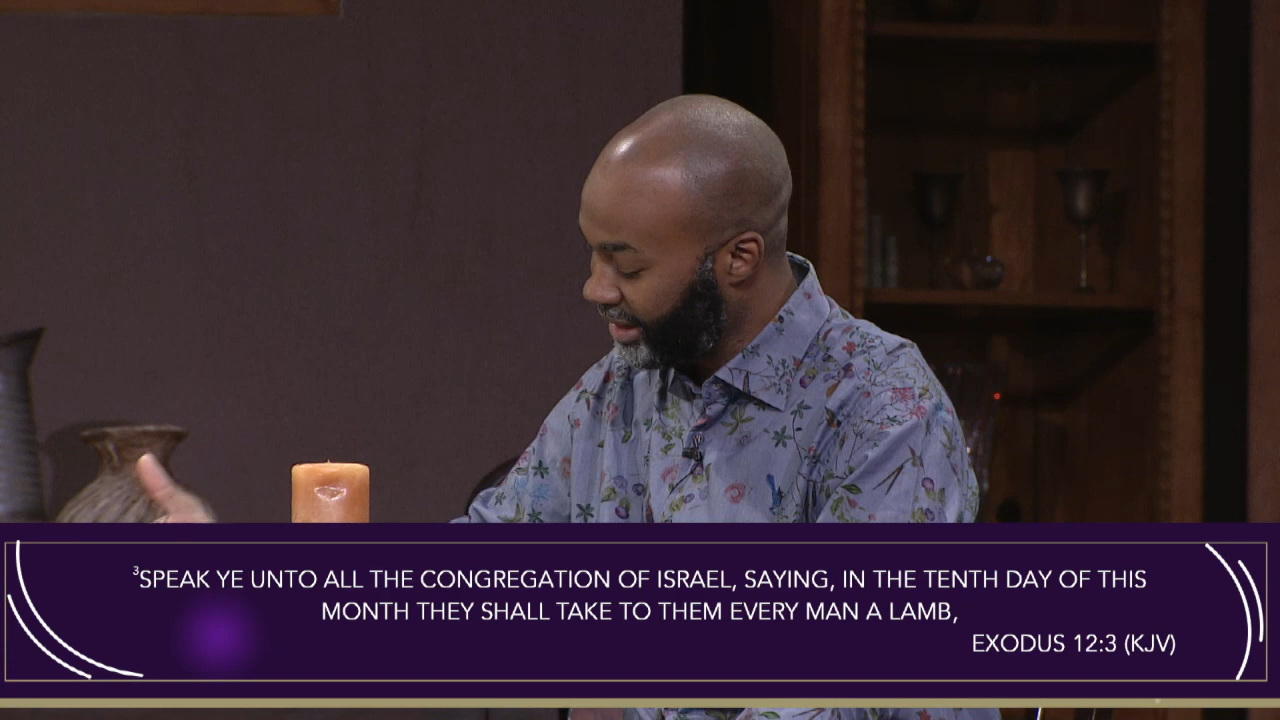 ³SPEAK YE UNTO ALL THE CONGREGATION OF ISRAEL, SAYING, IN THE TENTH DAY OF THIS
MONTH THEY SHALL TAKE TO THEM EVERY MAN A LAMB,
EXODUS 12:3 (KJV)